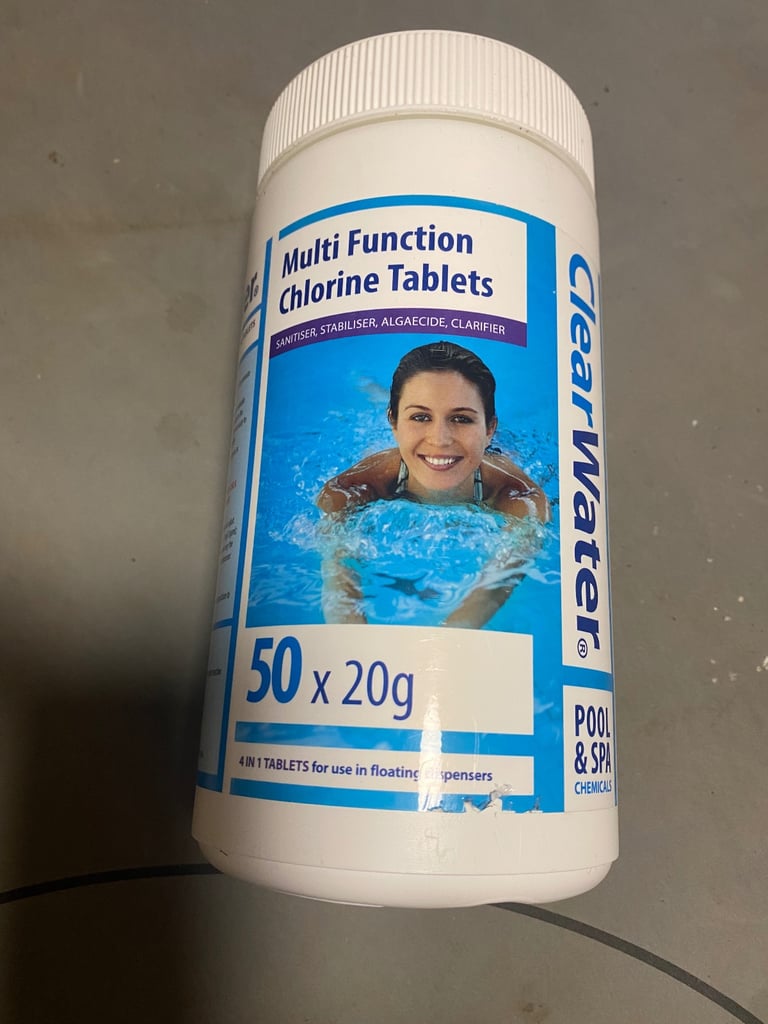 Multi Function
Chlorine Tablets
SANITISER, STABILISER, ALGAECIDE, CLARIFIER
50 x 20g
4 IN 1 TABLETS for use in floating
ClearWater®
POOL
& SPA
CHEMICALS